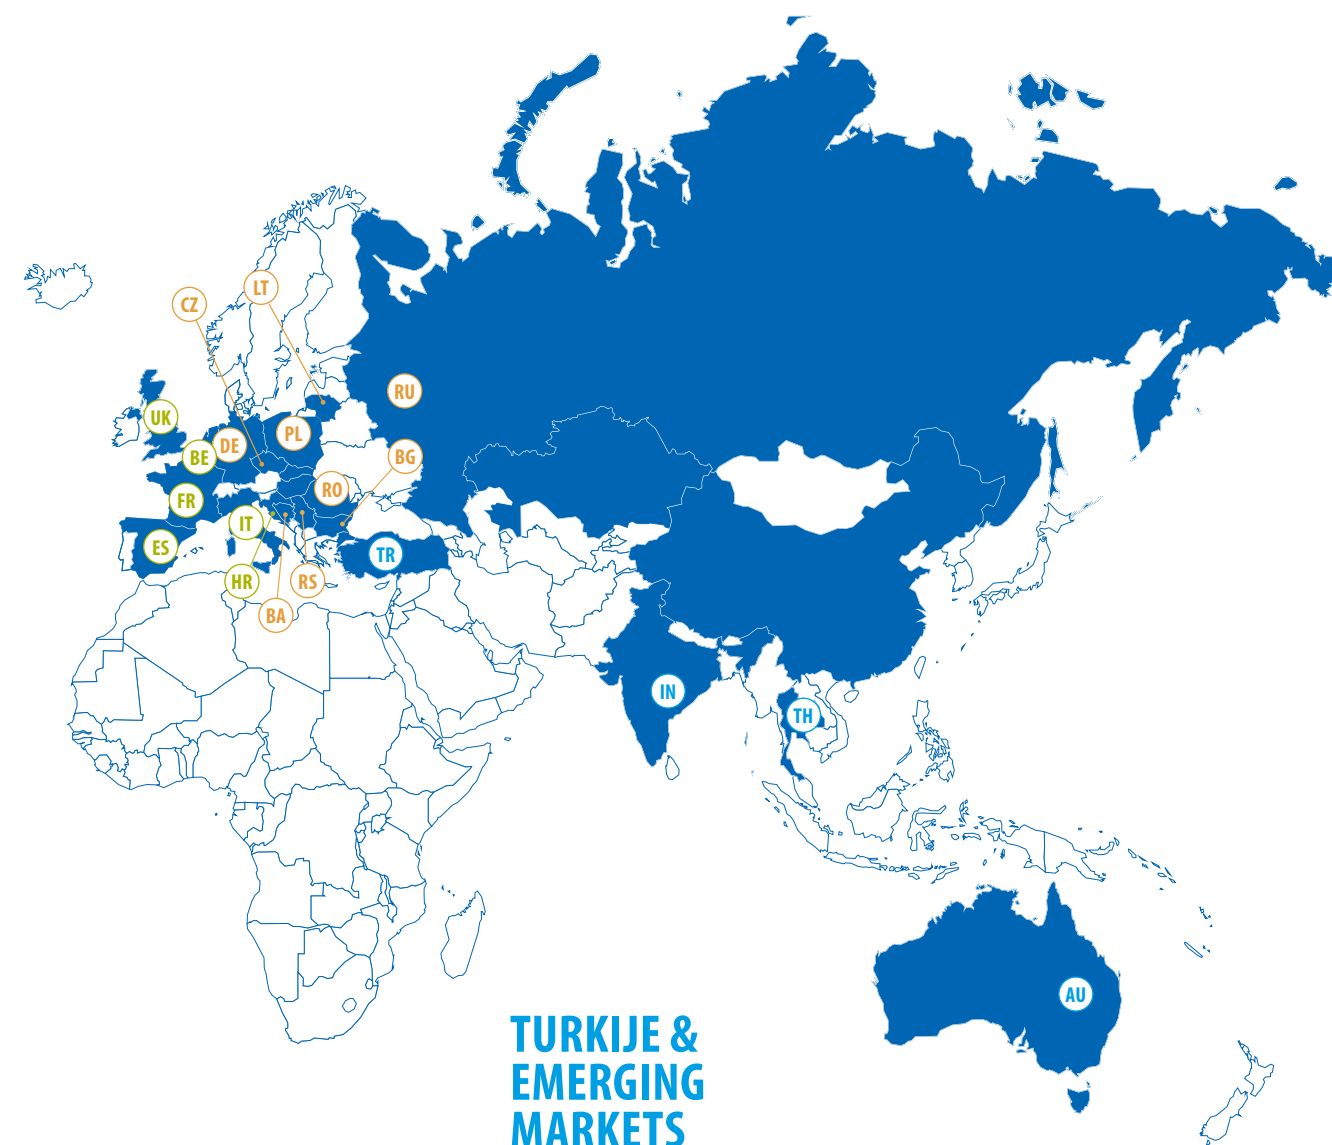 LT
CZ
RU
UK
PL
DE
BE
BG
RO
FR
IT
ES
TR
HR
RS
BA
IN
TH
AU
TURKIJE &
EMERGING
MARKETS